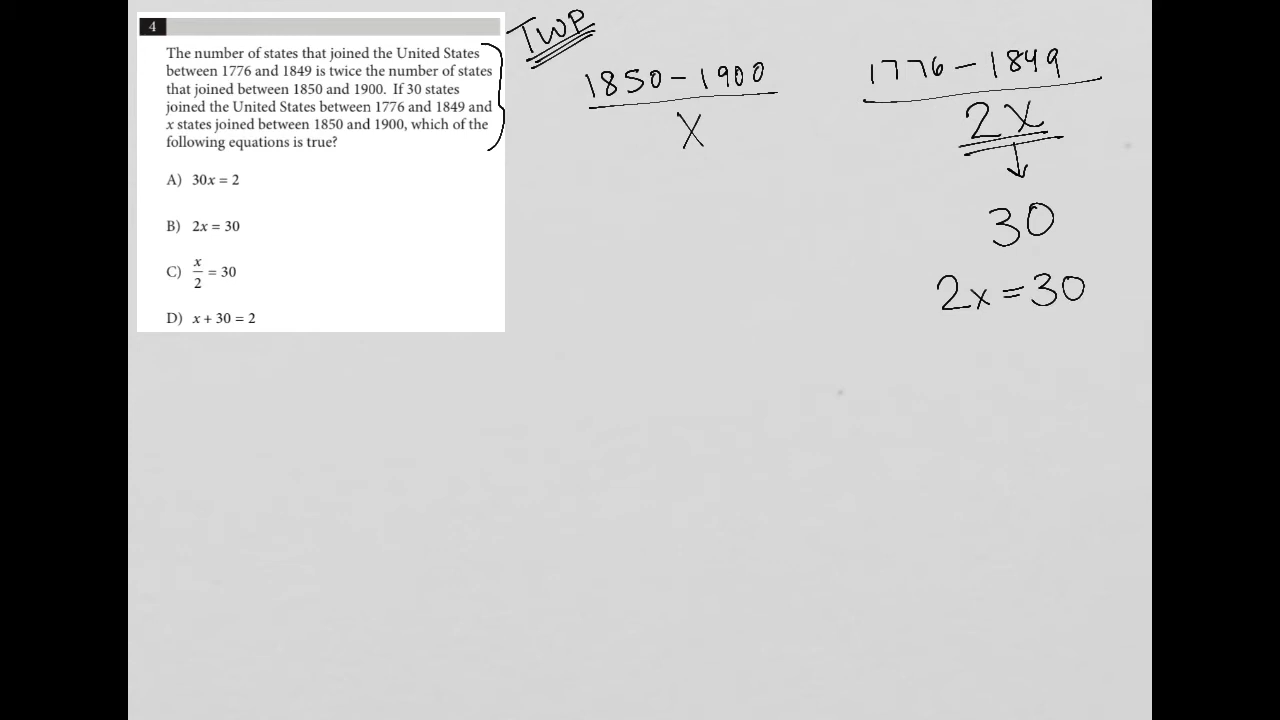 4
The number of states that joined the United States
between 1776 and 1849 is twice the number of states
that joined between 1850 and 1900. If 30 states
joined the United States between 1776 and 1849 and
x states joined between 1850 and 1900, which of the
following equations is true?
A) 30x = 2
B) 2x = 30
C) x/2 = 30
D) x + 30 = 2
TWP
1850 - 1900
X
1776 - 1849
2X
30
2x = 30